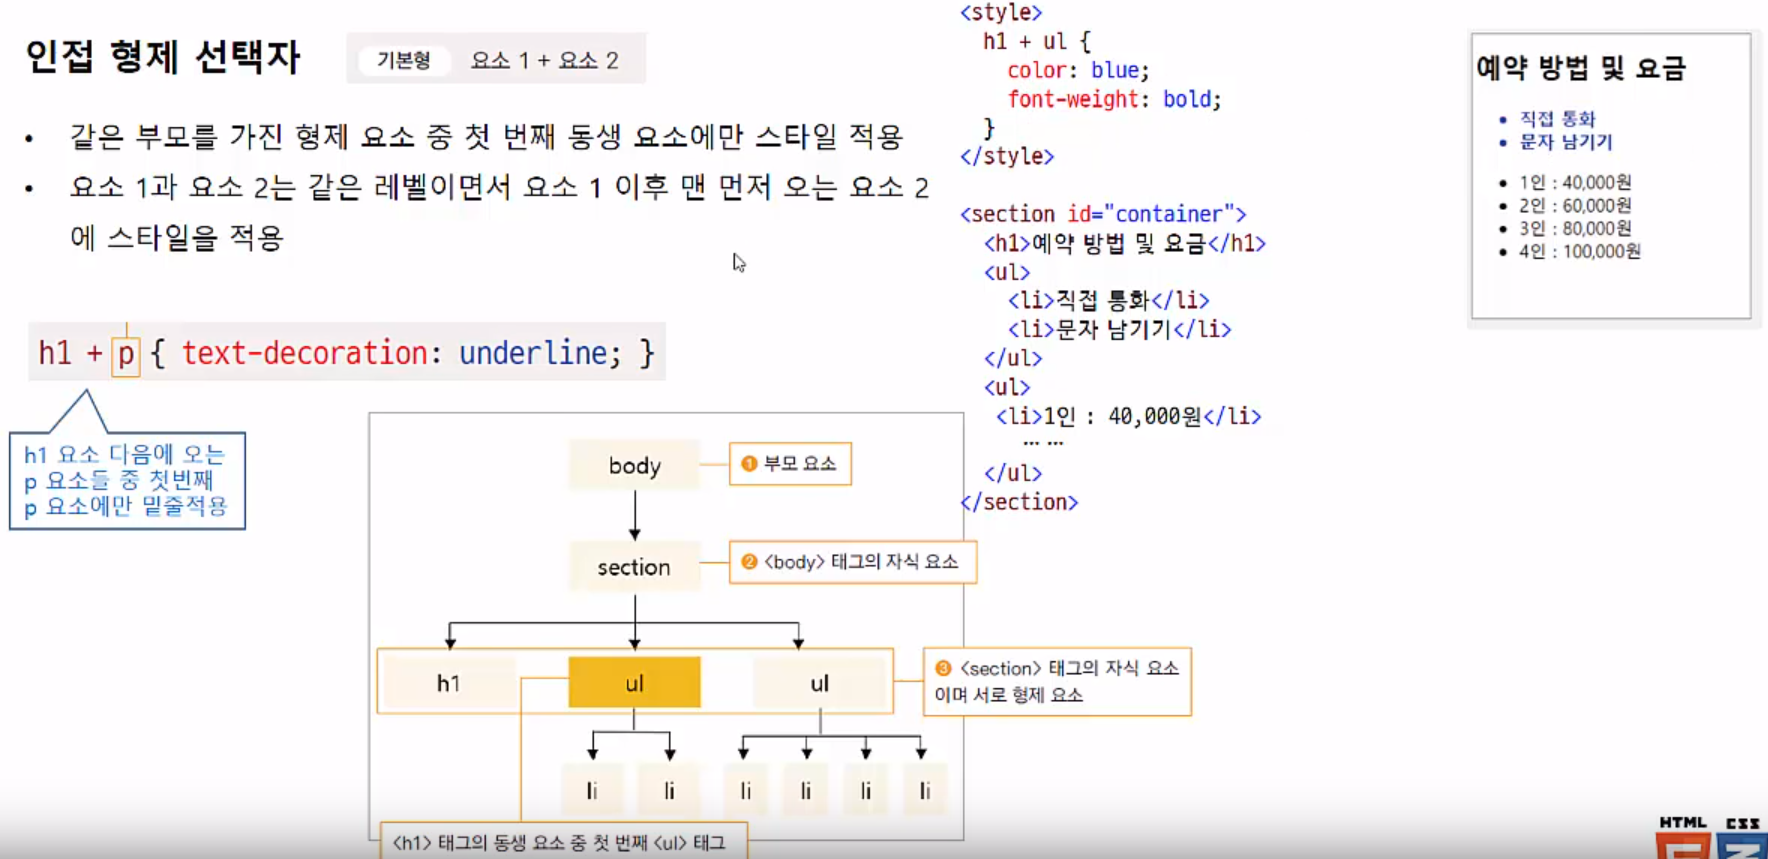 인접 형제 선택자
기본형 요소 1 + 요소 2
• 같은 부모를 가진 형제 요소 중 첫 번째 동생 요소에만 스타일 적용
• 요소 1과 요소 2는 같은 레벨이면서 요소 1 이후 맨 먼저 오는 요소 2
에 스타일을 적용
h1 + p { text-decoration: underline; }
h1 요소 다음에 오는
p 요소들 중 첫번째
p 요소에만 밑줄적용
body
❶ 부모 요소
section
❷ <body> 태그의 자식 요소
h1
ul
ul
❸ <section> 태그의 자식 요소
이며 서로 형제 요소
li
li
li
li
li
li
<h1> 태그의 동생 요소 중 첫 번째 <ul> 태그
<style>
h1 + ul {
color: blue;
font-weight: bold;
}
</style>
<section id="container">
<h1>예약 방법 및 요금</h1>
<ul>
<li>직접 통화</li>
<li>문자 남기기</li>
</ul>
<ul>
<li>1인 : 40,000원</li>
… …
</ul>
</section>
예약 방법 및 요금
• 직접 통화
• 문자 남기기
• 1인 : 40,000원
• 2인 : 60,000원
• 3인 : 80,000원
• 4인 : 100,000원
HTML CSS